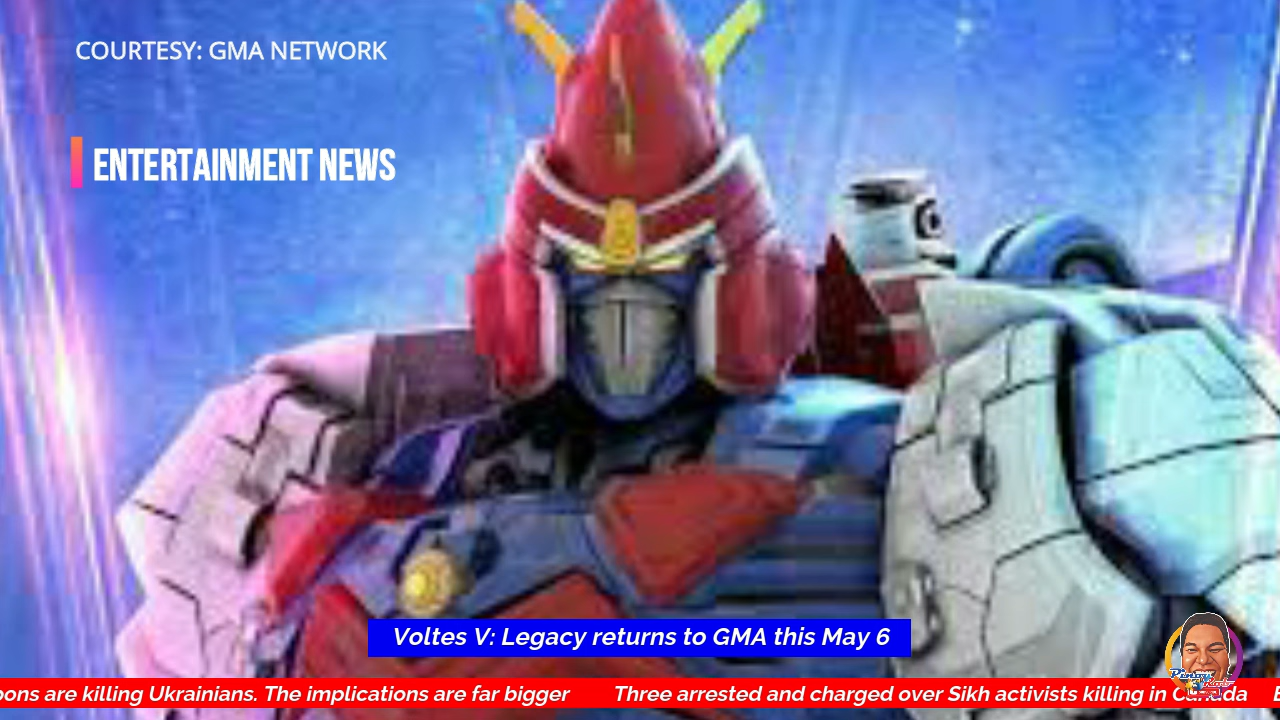 COURTESY: GMA NETWORK
ENTERTAINMENT NEWS
Voltes V: Legacy returns to GMA this May 6
are killing Ukrainians. The implications are far bigger Three arrested and charged over Sikh activists killing in Canada